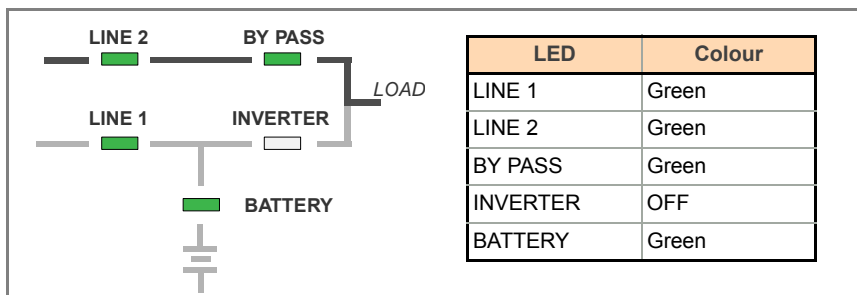 LINE 2 BY PASS
LOAD
LINE 1 INVERTER
BATTERY
LED Colour
LINE 1 Green
LINE 2 Green
BY PASS Green
INVERTER OFF
BATTERY Green